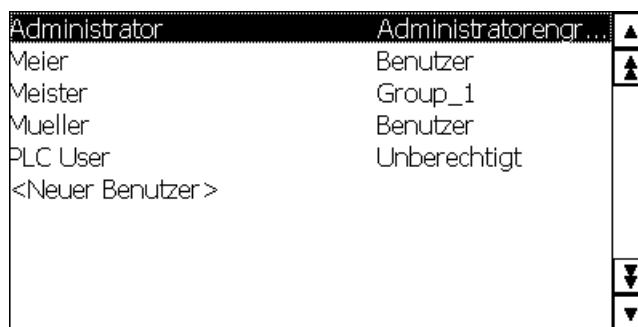 Administrator Administratorengr...
Meier Benutzer
Meister Group_1
Mueller Benutzer
PLC User Unberechtigt
<Neuer Benutzer>